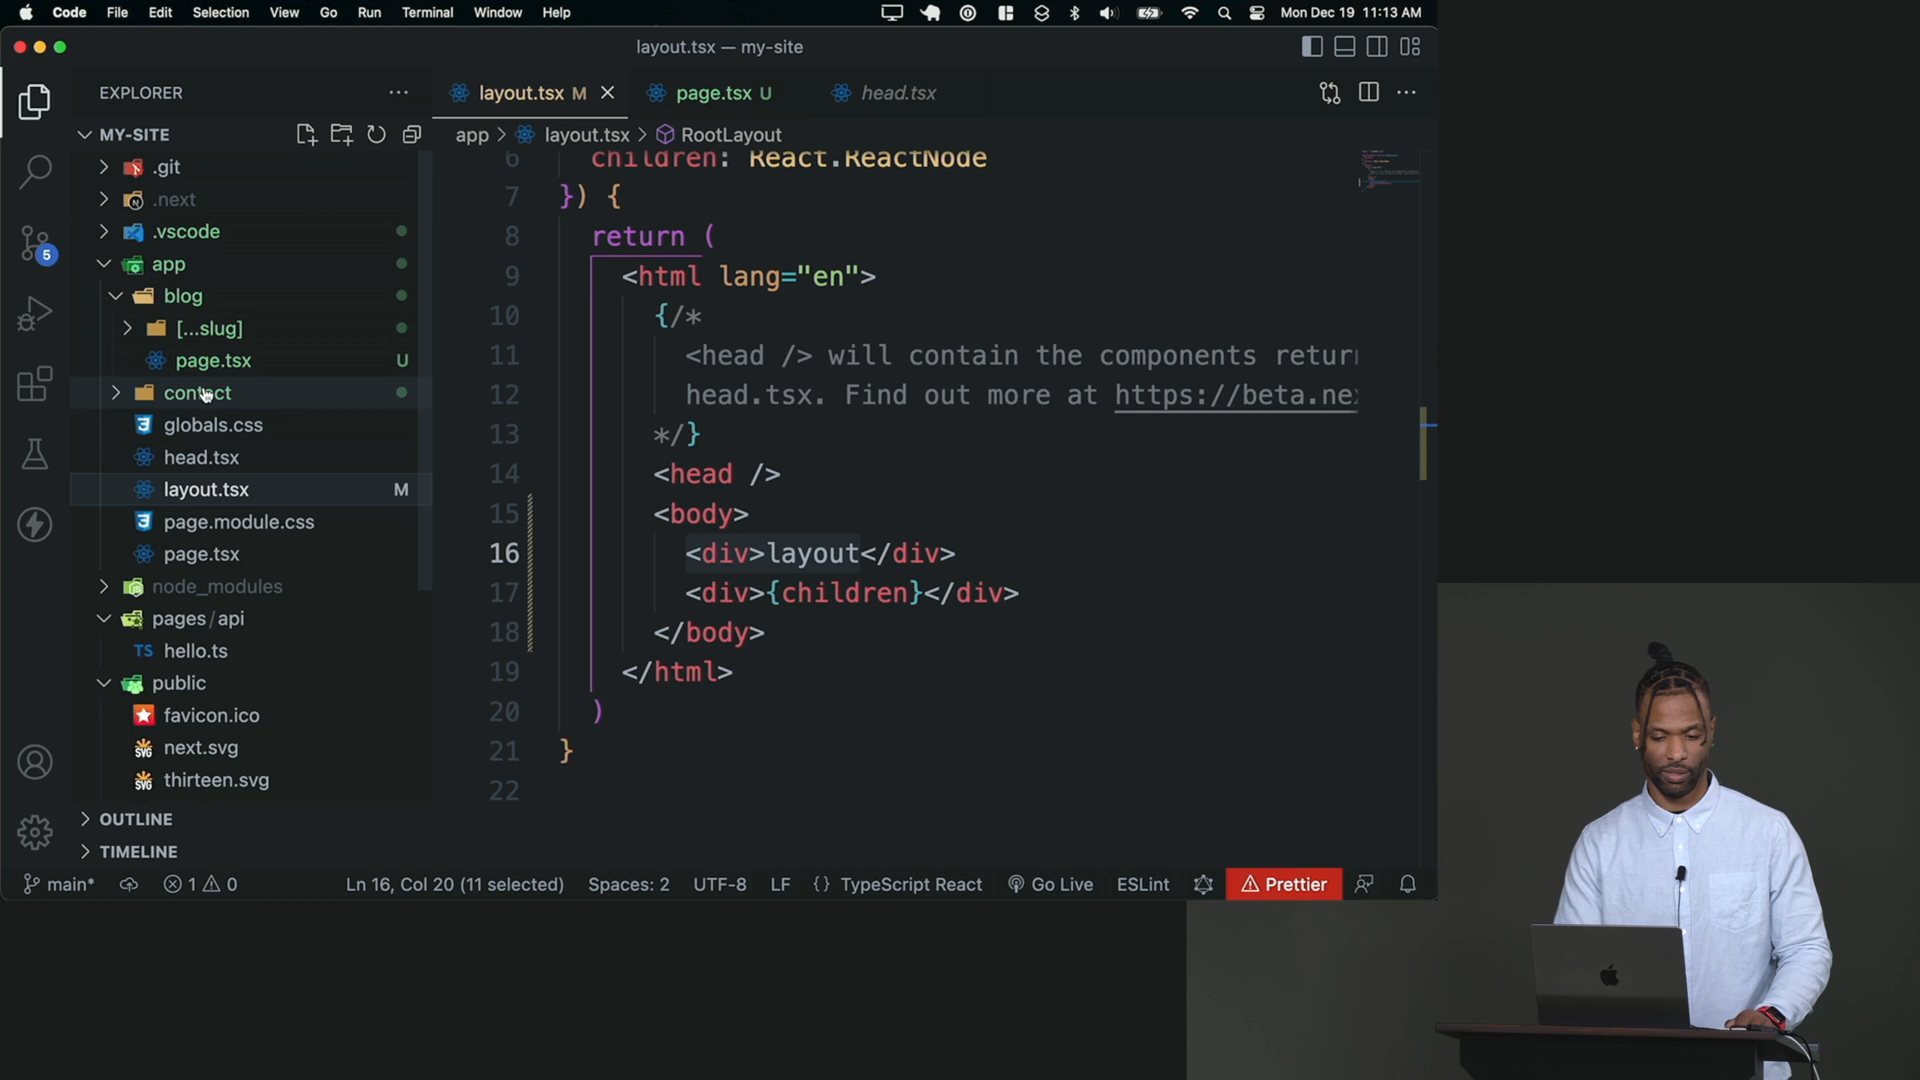 Code File Edit Selection View Go Run Terminal Window Help Mon Dec 19 11:13 AM
layout.tsx — my-site
EXPLORER
layout.tsx M
page.tsx U
head.tsx
MY-SITE
app > layout.tsx > RootLayout
.git
.next
.vscode
app
blog
[...slug]
page.tsx U
contact
globals.css
head.tsx
layout.tsx M
page.module.css
page.tsx
node_modules
pages/api
TS hello.ts
public
favicon.ico
next.svg
thirteen.svg
OUTLINE
TIMELINE
5
6 children: React.ReactNode
7 }) {
8 return (
9 <html lang="en">
10 {/*
11 <head /> will contain the components retur
12 head.tsx. Find out more at https://beta.ne
13 */}
14 <head />
15 <body>
16 <div>layout</div>
17 <div>{children}</div>
18 </body>
19 </html>
20 )
21 }
22
main* 1 0 Ln 16, Col 20 (11 selected) Spaces: 2 UTF-8 LF {} TypeScript React Go Live ESLint Prettier